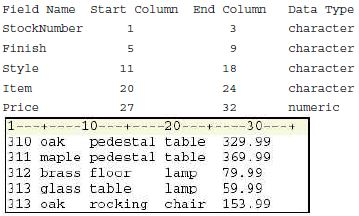 Field Name  Start Column  End Column  Data Type
StockNumber  1  3  character
Finish  5  9  character
Style  11  18  character
Item  20  24  character
Price  27  32  numeric
1---+----10---+----20---+----30---+
310 oak   pedestal table  329.99
311 maple pedestal table  369.99
312 brass floor    lamp   79.99
313 glass table    lamp   59.99
313 oak   rocking  chair  153.99